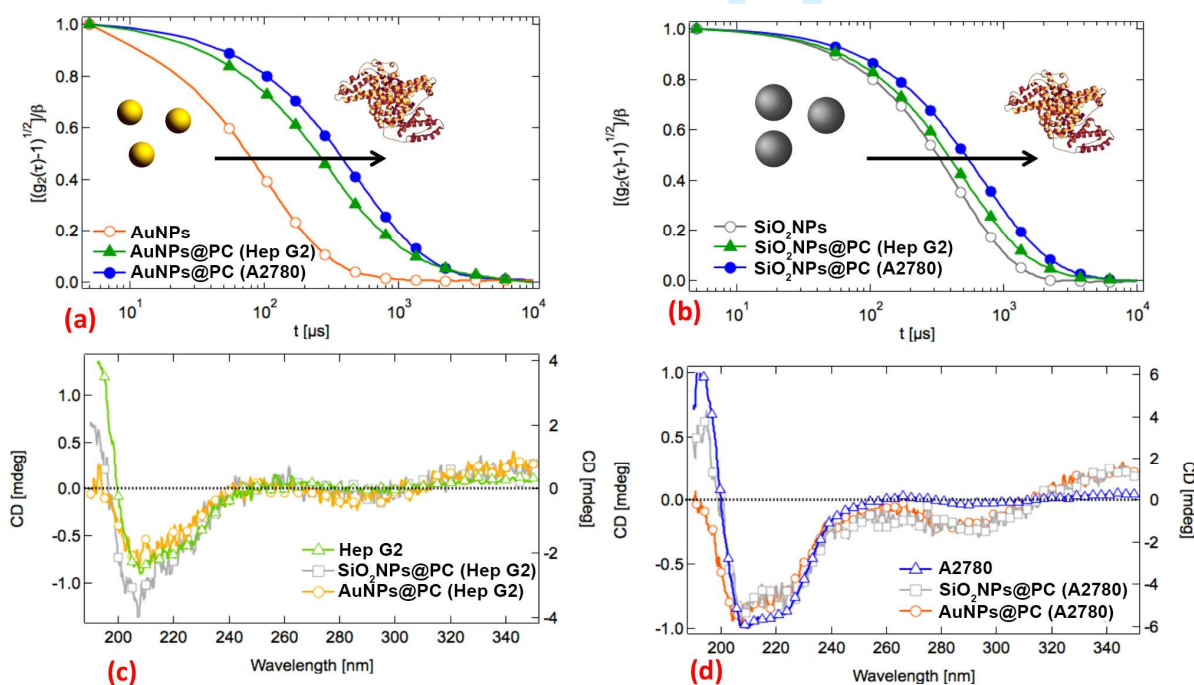 [(g₂(τ)-1)^1/2]/β
1.0
0.8
0.6
0.4
0.2
0.0
AuNPs
AuNPs@PC (Hep G2)
AuNPs@PC (A2780)
10¹ 10² 10³ 10⁴
(a)
t [µs]
[(g₂(τ)-1)^1/2]/β
1.0
0.8
0.6
0.4
0.2
0.0
SiO₂NPs
SiO₂NPs@PC (Hep G2)
SiO₂NPs@PC (A2780)
10¹ 10² 10³ 10⁴
(b)
t [µs]
CD [mdeg]
1.0
0.5
0.0
-0.5
-1.0
4
2
0
-2
-4
CD [mdeg]
Hep G2
SiO₂NPs@PC (Hep G2)
AuNPs@PC (Hep G2)
200 220 240 260 280 300 320 340
(c)
Wavelength [nm]
CD [mdeg]
1.0
0.5
0.0
-0.5
-1.0
6
4
2
0
-2
-4
-6
CD [mdeg]
A2780
SiO₂NPs@PC (A2780)
AuNPs@PC (A2780)
200 220 240 260 280 300 320 340
(d)
Wavelength [nm]